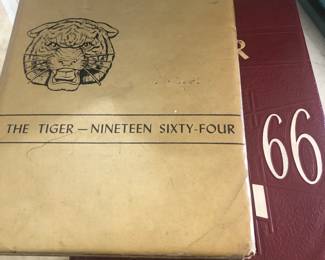 THE TIGER — NINETEEN SIXTY-FOUR
R
66